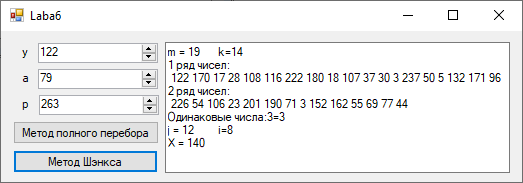 Laba6
y 122
a 79
p 263
Метод полного перебора
Метод Шэнкса
m = 19 k=14
1 ряд чисел:
122 170 17 28 108 116 222 180 18 107 37 30 3 237 50 5 132 171 96
2 ряд чисел:
226 54 106 23 201 190 71 3 152 162 55 69 77 44
Одинаковые числа:3=3
j = 12 i=8
X = 140